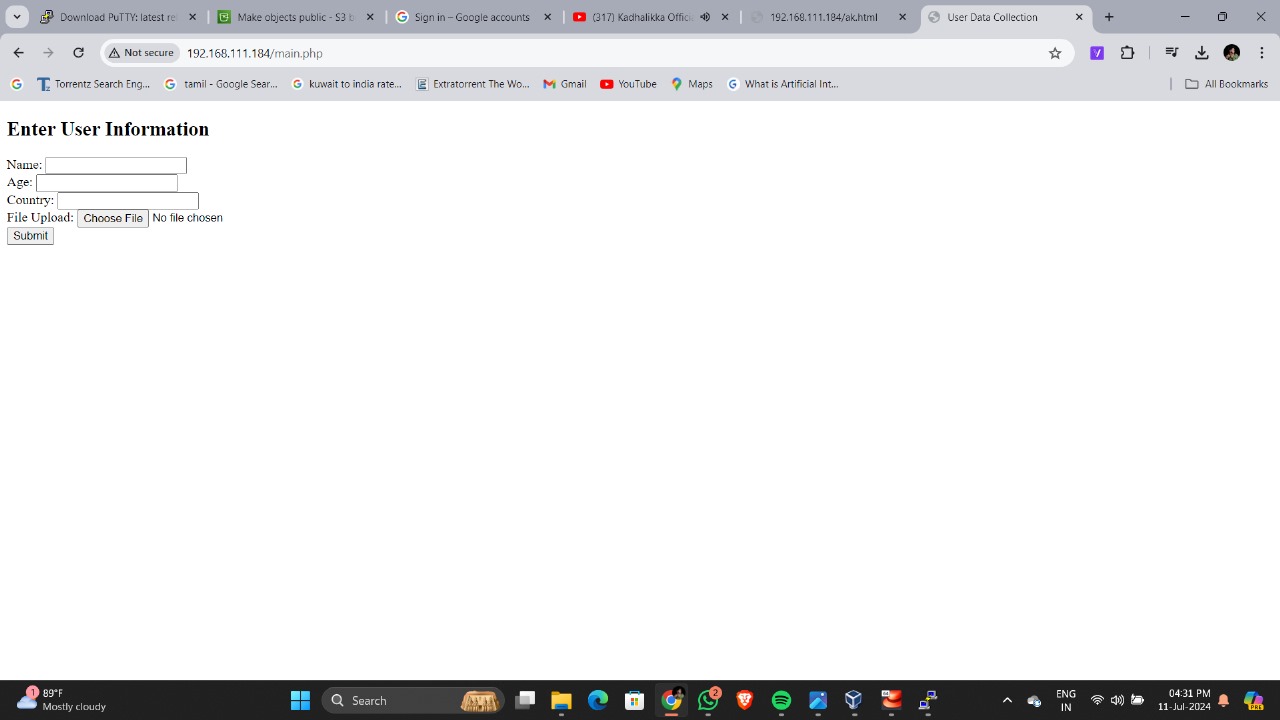 Download PuTTY: latest re
Make objects public - S3 b
Sign in – Google accounts
(317) Kadhalikka Offici
192.168.111.184/ak.html
User Data Collection
Not secure
192.168.111.184/main.php
Torrentz Search Eng...
tamil - Google Sear...
kuwait to india rate...
Extratorrent The Wo...
Gmail
YouTube
Maps
What is Artificial Int...
All Bookmarks
Enter User Information
Name:
Age:
Country:
File Upload: Choose File No file chosen
Submit
1
89°F
Mostly cloudy
Search
2
ENG
IN
04:31 PM
11-Jul-2024
PRE